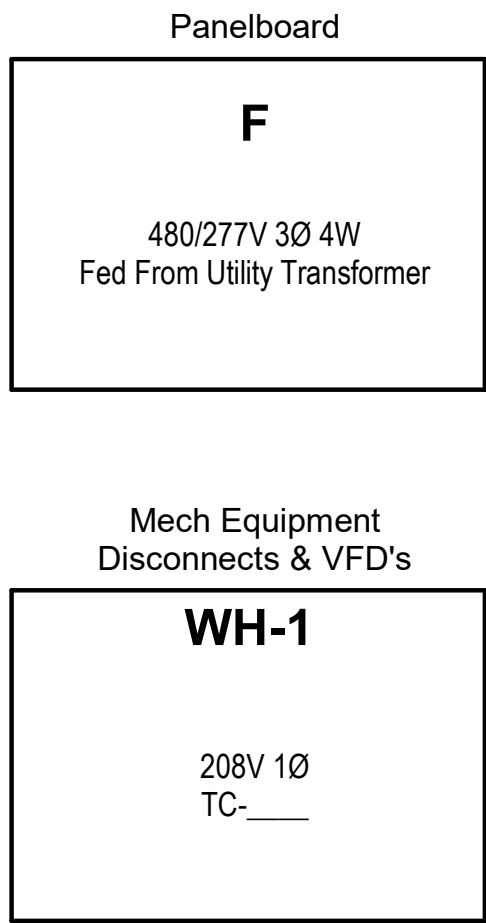 Panelboard
F
480/277V 3Ø 4W
Fed From Utility Transformer
Mech Equipment
Disconnects & VFD's
WH-1
208V 1Ø
TC-____